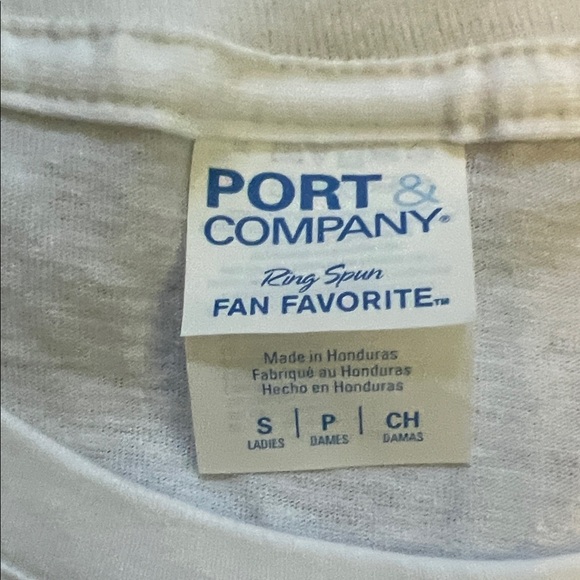 PORT &
COMPANY®
Ring Spun
FAN FAVORITE™
Made in Honduras
Fabriqué au Honduras
Hecho en Honduras
S | P | CH
LADIES DAMES DAMAS